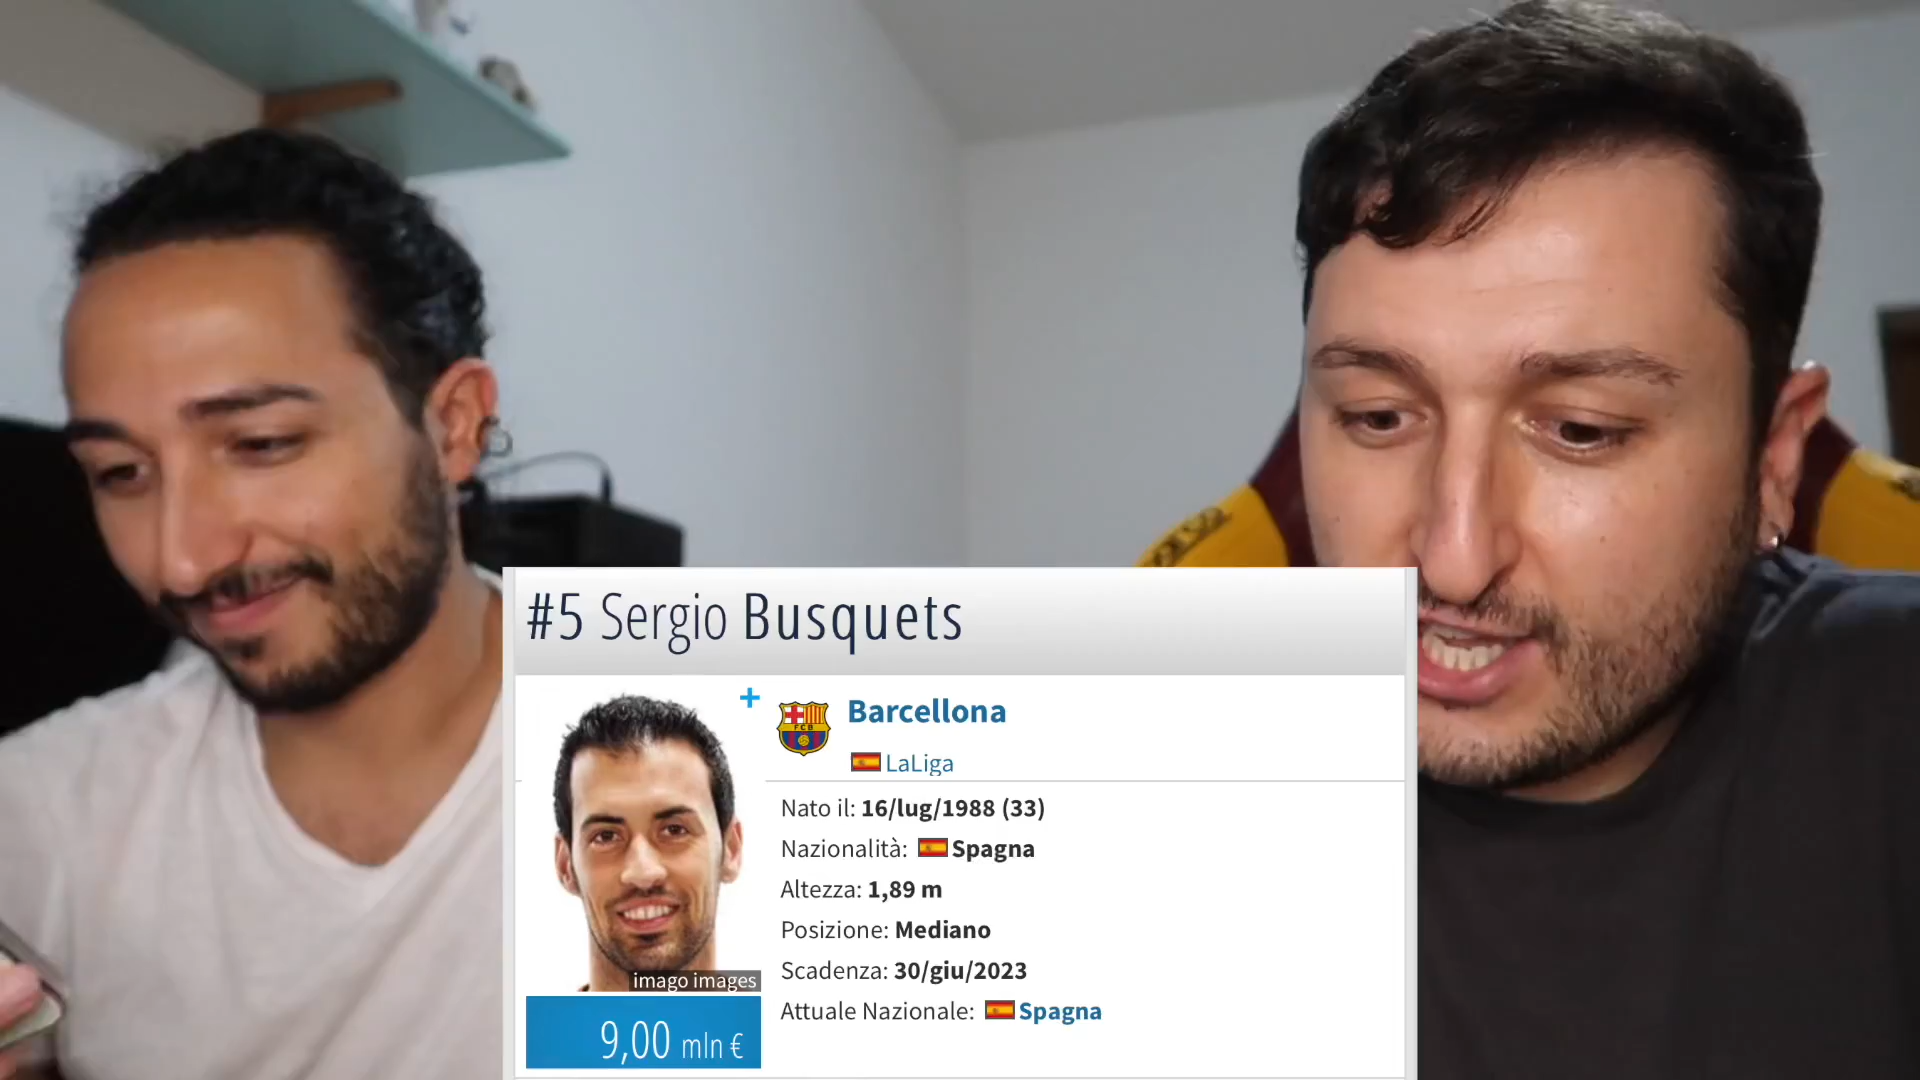 #5 Sergio Busquets
+
Barcellona
FCB
LaLiga
Nato il: 16/lug/1988 (33)
Nazionalità: Spagna
Altezza: 1,89 m
Posizione: Mediano
imago images
Scadenza: 30/giu/2023
Attuale Nazionale: Spagna
9,00 mln €